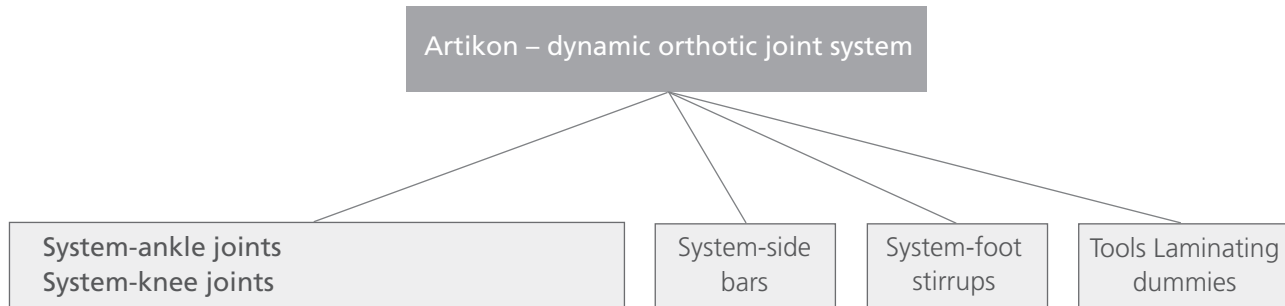 Artikon – dynamic orthotic joint system
System-ankle joints
System-knee joints
System-side
bars
System-foot
stirrups
Tools Laminating
dummies